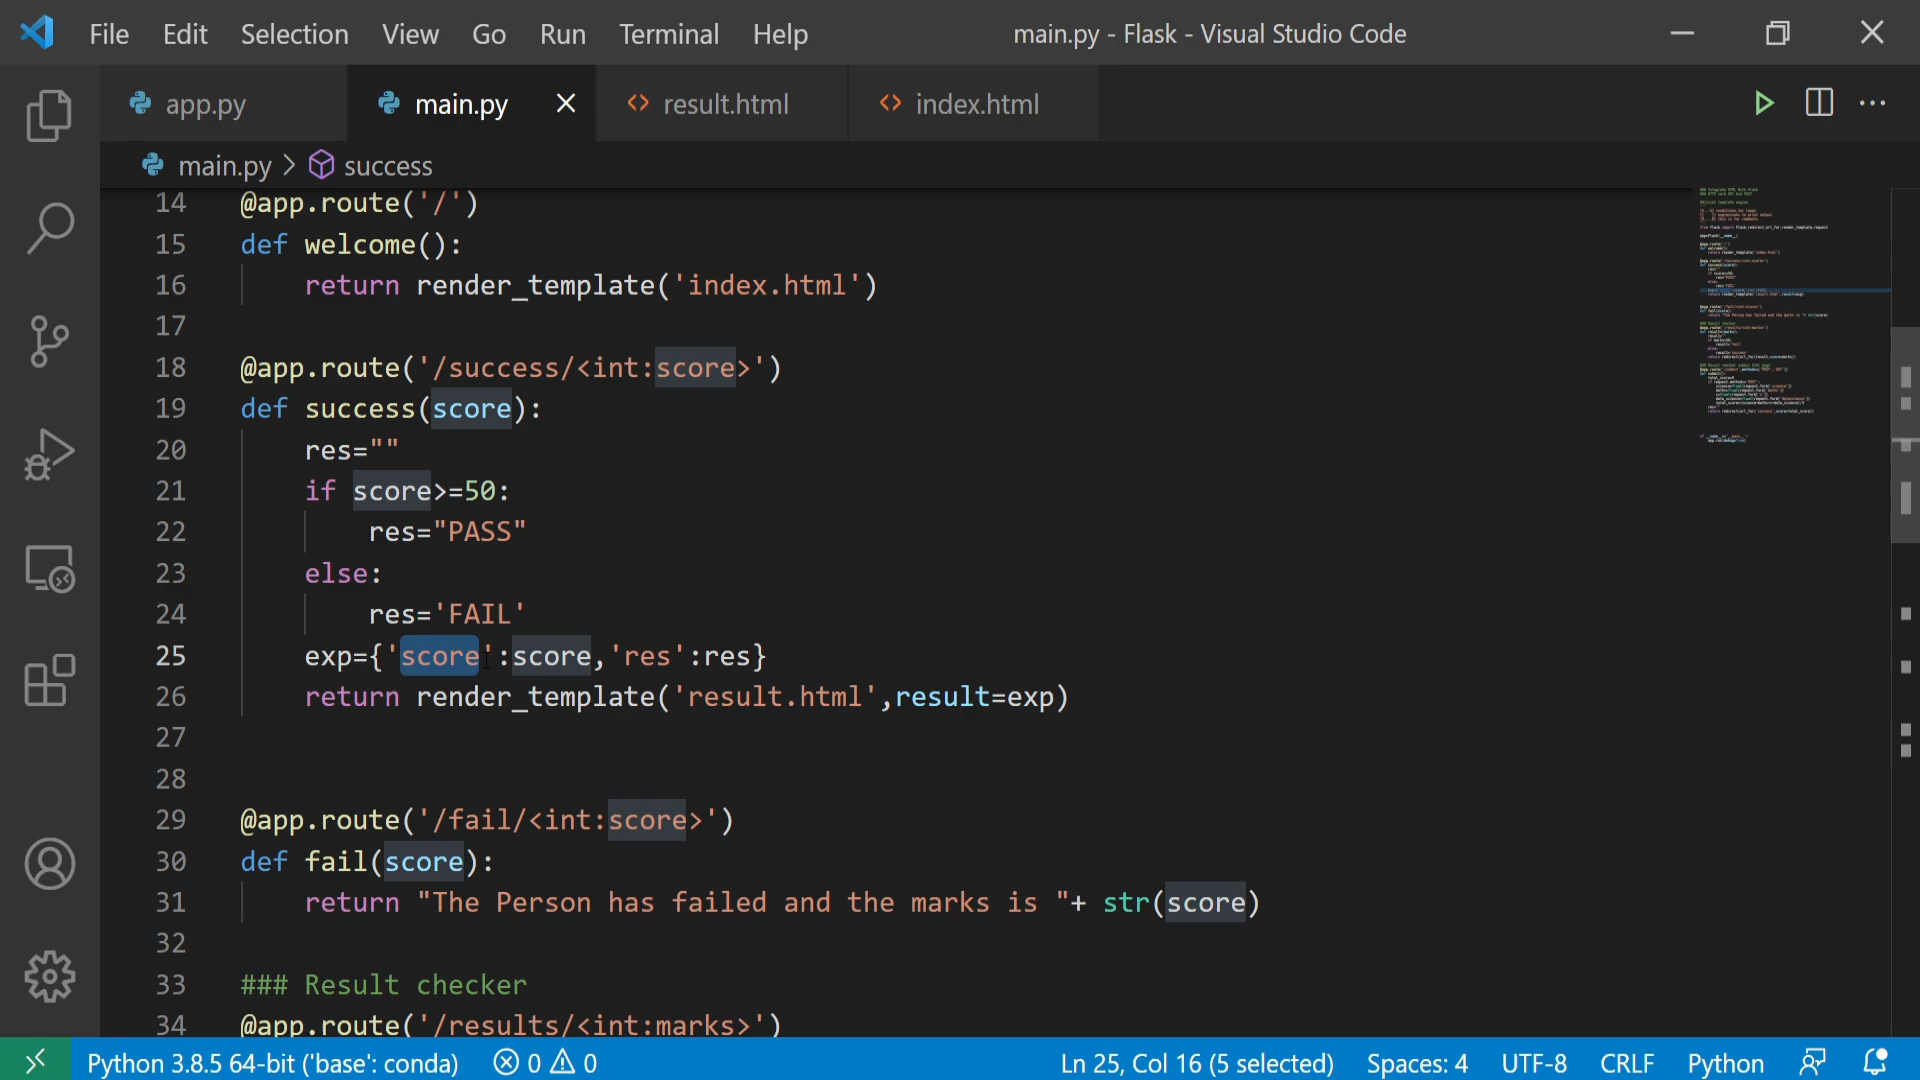 File Edit Selection View Go Run Terminal Help main.py - Flask - Visual Studio Code
app.py main.py result.html index.html
main.py > success
14 @app.route('/')
15 def welcome():
16     return render_template('index.html')
17
18 @app.route('/success/<int:score>')
19 def success(score):
20     res=""
21     if score>=50:
22         res="PASS"
23     else:
24         res='FAIL'
25     exp={'score':score,'res':res}
26     return render_template('result.html',result=exp)
27
28
29 @app.route('/fail/<int:score>')
30 def fail(score):
31     return "The Person has failed and the marks is "+ str(score)
32
33 ### Result checker
34 @app.route('/results/<int:marks>')
Python 3.8.5 64-bit ('base': conda) 0 0 Ln 25, Col 16 (5 selected) Spaces: 4 UTF-8 CRLF Python